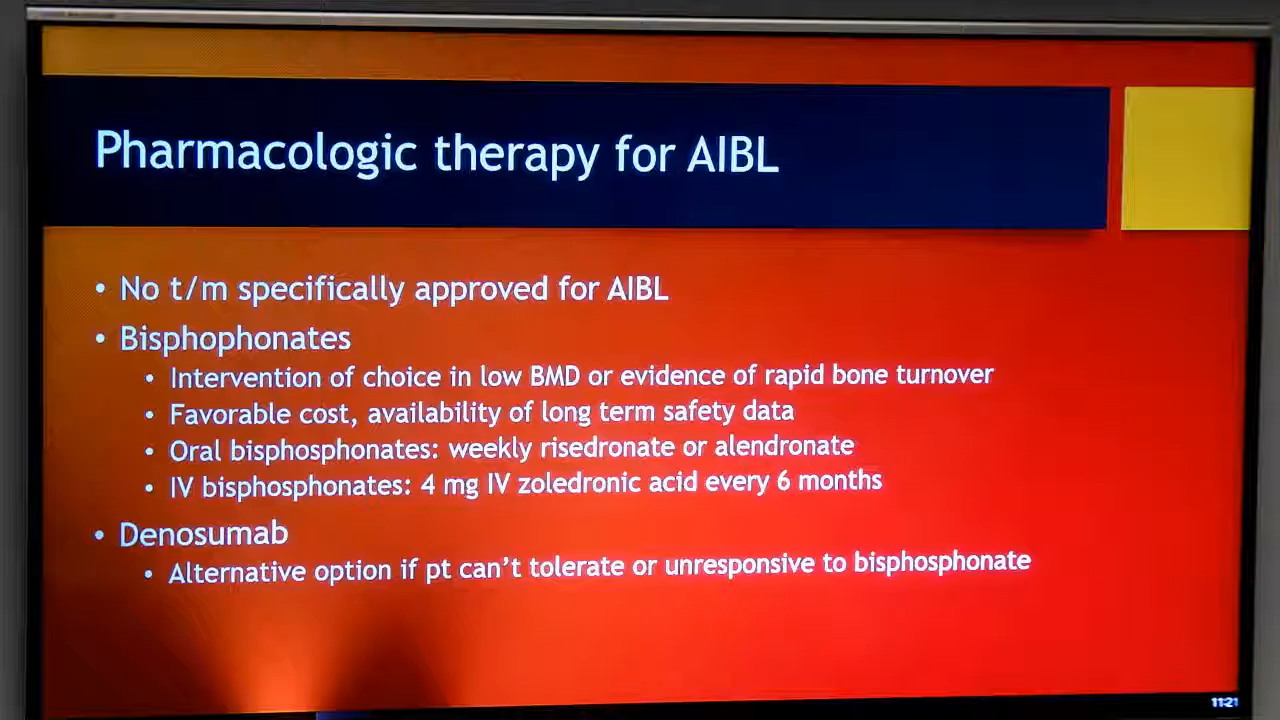 Pharmacologic therapy for AIBL
• No t/m specifically approved for AIBL
• Bisphophonates
• Intervention of choice in low BMD or evidence of rapid bone turnover
• Favorable cost, availability of long term safety data
• Oral bisphosphonates: weekly risedronate or alendronate
• IV bisphosphonates: 4 mg IV zoledronic acid every 6 months
• Denosumab
• Alternative option if pt can't tolerate or unresponsive to bisphosphonate
11:21